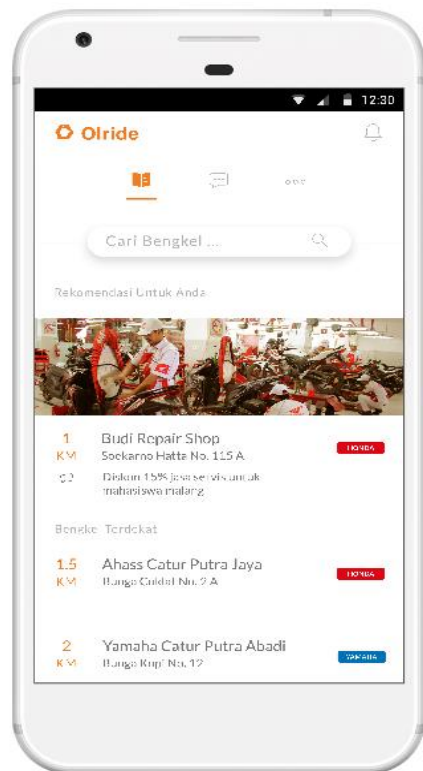 12:30
Olride
Cari Bengkel ...
Rekomendasi Untuk Anda
1
KM
Budi Repair Shop
Soekarno Hatta No. 115 A
HONDA
Diskon 15% jasa servis untuk
mahasiswa malang
Bengkel Terdekat
1.5
KM
Ahass Catur Putra Jaya
Bunga No. 2 A
HONDA
2
KM
Yamaha Catur Putra Abadi
Bunga Kopi No. 12
YAMAHA